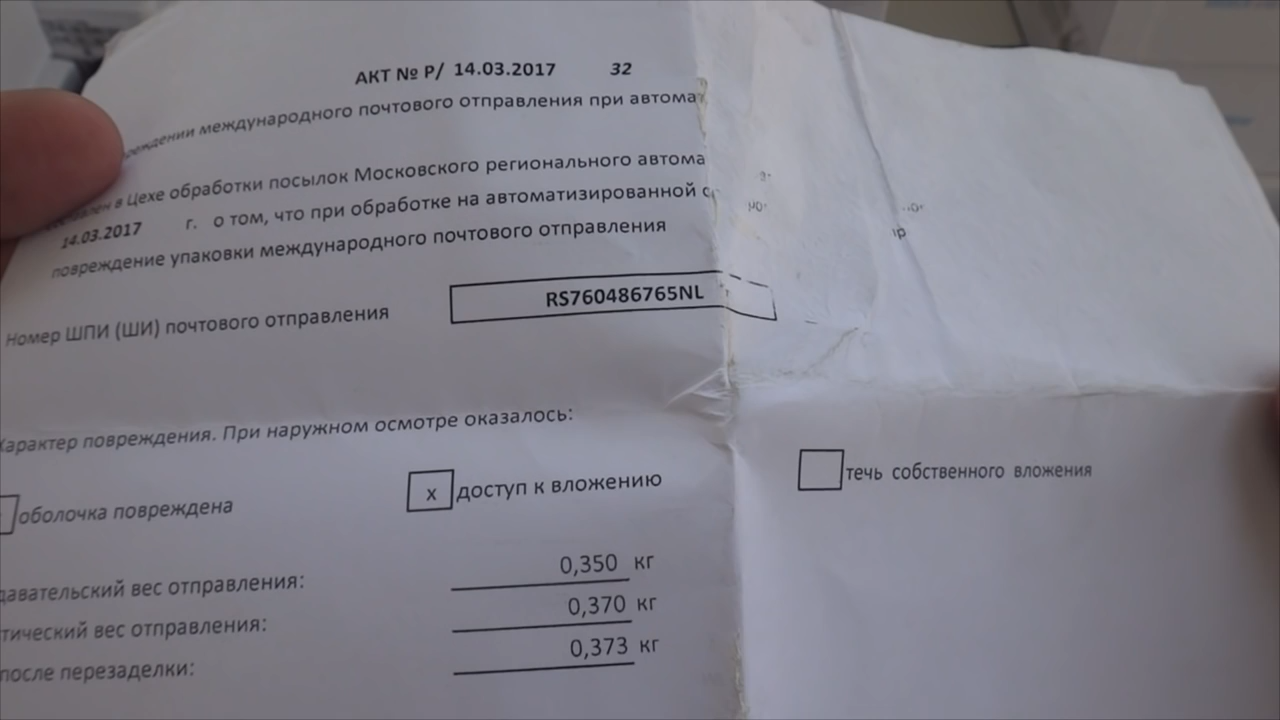 АКТ № Р/ 14.03.2017 32
международного почтового отправления при автома
в Цехе обработки посылок Московского регионального автома
14.03.2017 г. о том, что при обработке на автоматизированной с
повреждение упаковки международного почтового отправления
Номер ШПИ (ШИ) почтового отправления RS760486765NL
Характер повреждения. При наружном осмотре оказалось:
оболочка повреждена x доступ к вложению течь собственного вложения
давательский вес отправления: 0,350 кг
тический вес отправления: 0,370 кг
после перезаделки: 0,373 кг